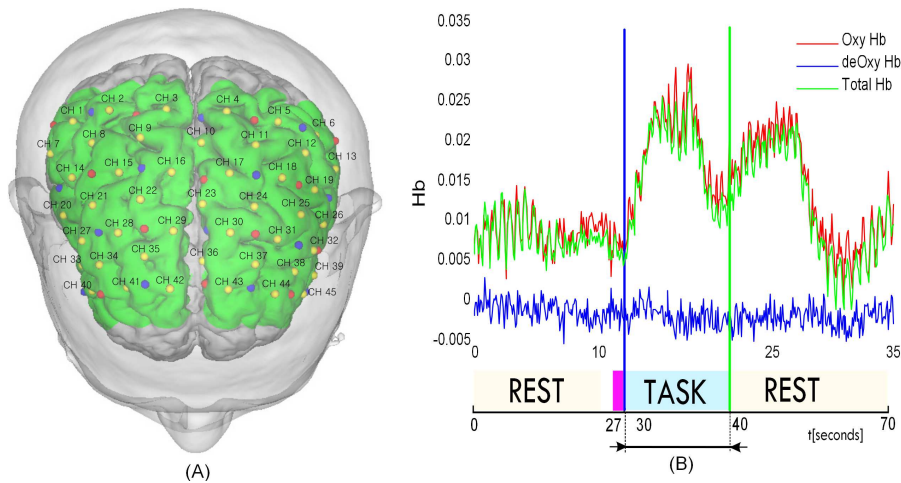 CH 1
CH 2
CH 3
CH 4
CH 5
CH 6
CH 7
CH 8
CH 9
CH 10
CH 11
CH 12
CH 13
CH 14
CH 15
CH 16
CH 17
CH 18
CH 19
CH 20
CH 21
CH 22
CH 23
CH 24
CH 25
CH 26
CH 27
CH 28
CH 29
CH 30
CH 31
CH 32
CH 33
CH 34
CH 35
CH 36
CH 37
CH 38
CH 39
CH 40
CH 41
CH 42
CH 43
CH 44
CH 45
(A)
B)
0.035
0.03
0.025
0.02
0.015
0.01
0.005
0
-0.005
Hb
Oxy Hb
deOxy Hb
Total Hb
0 10 25 35
REST TASK REST
0 27 30 40 70
t[seconds]
(B)